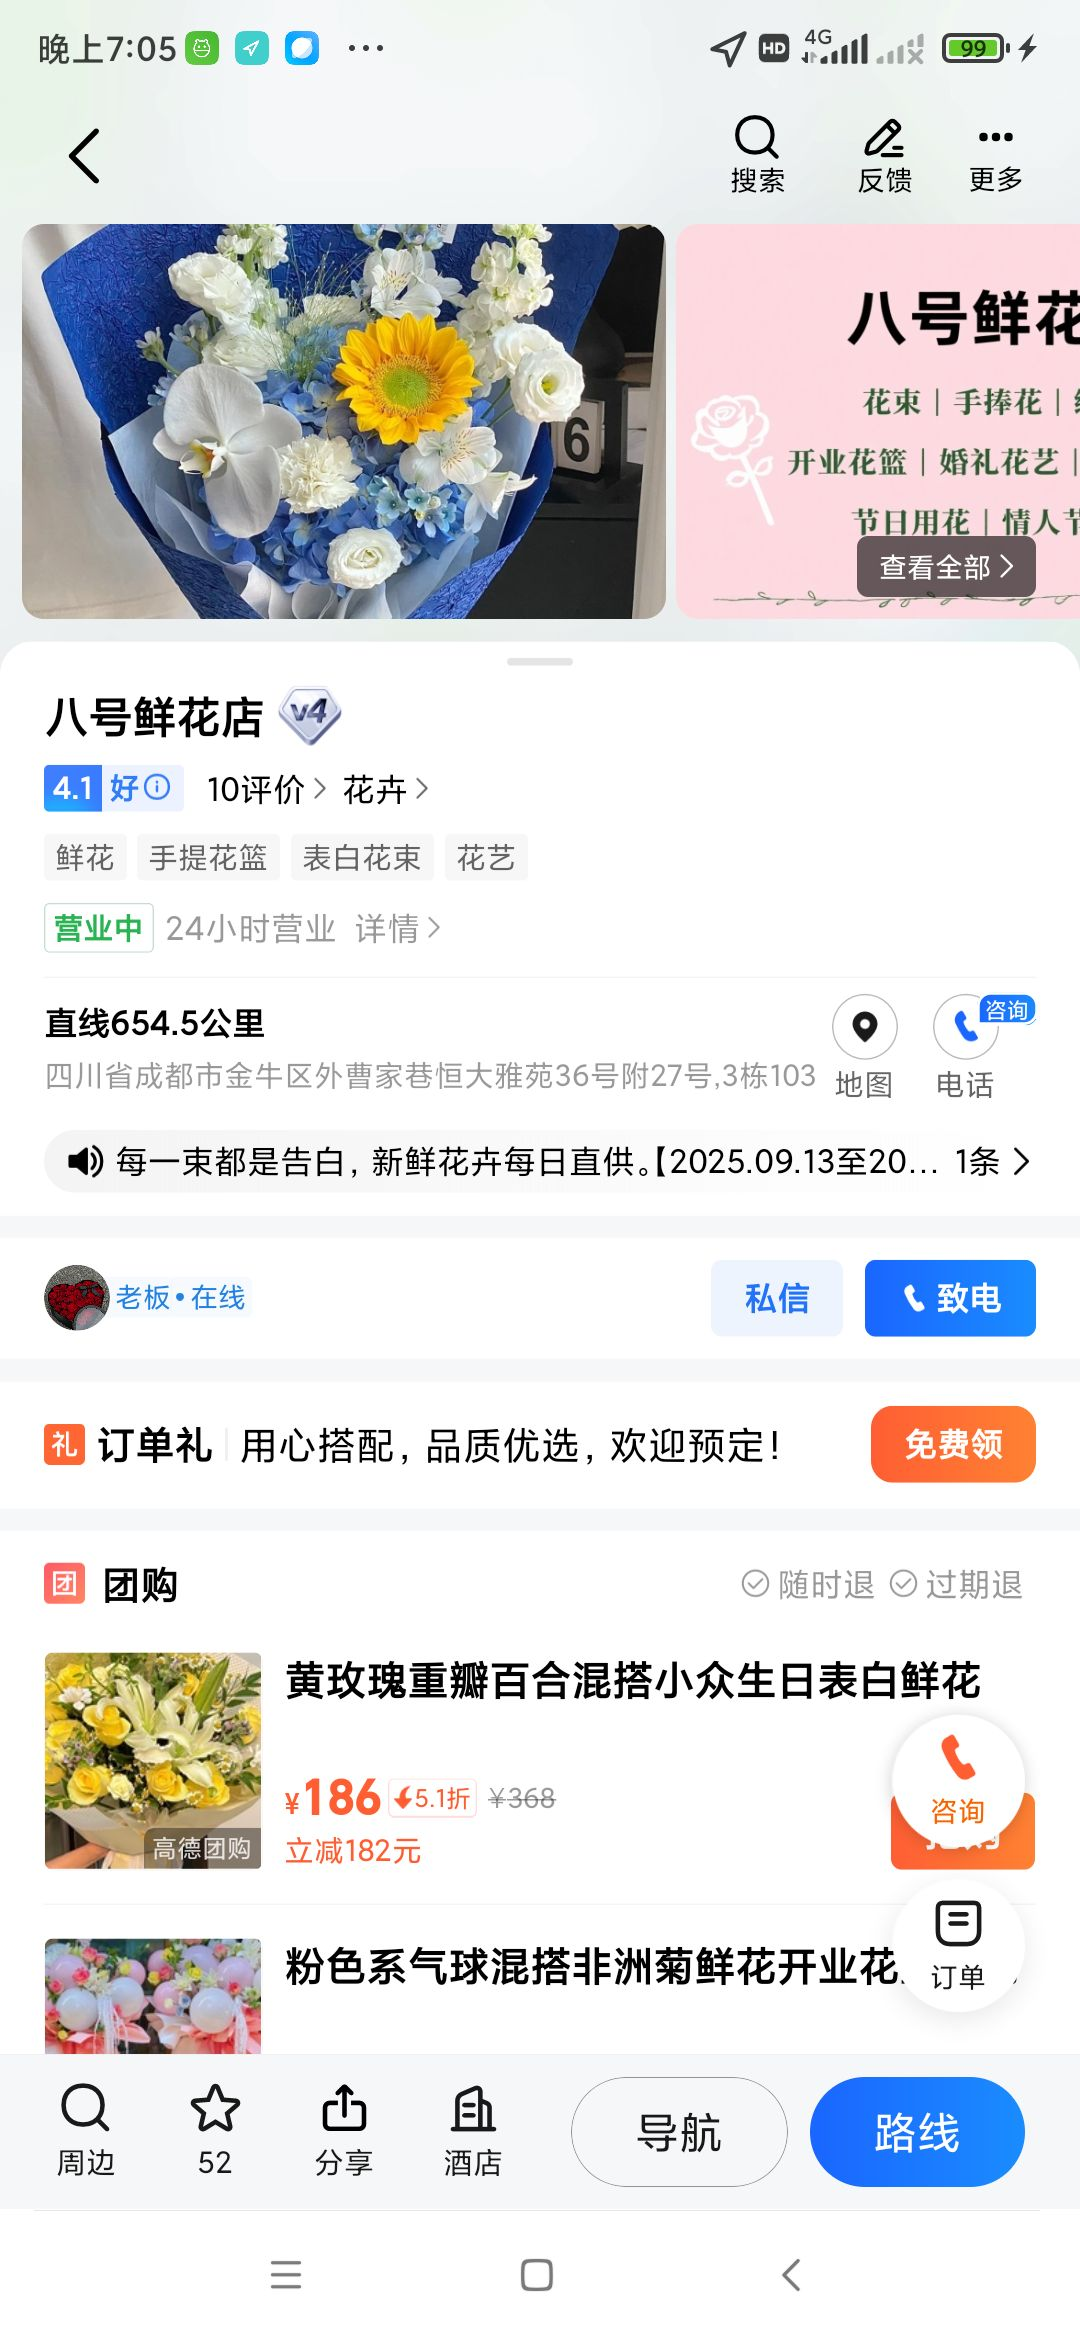 晚上7:05
HD 4G 99
搜索 反馈 更多
6
八号鲜花
花束 | 手捧花 |
开业花篮 | 婚礼花艺 |
节日用花 | 情人节
查看全部
八号鲜花店 v4
4.1 好 10评价 花卉
鲜花 手提花篮 表白花束 花艺
营业中 24小时营业 详情
直线654.5公里
咨询
四川省成都市金牛区外曹家巷恒大雅苑36号附27号,3栋103
地图 电话
每一束都是告白，新鲜花卉每日直供。【2025.09.13至20... 1条
老板•在线 私信 致电
礼 订单礼 用心搭配，品质优选，欢迎预定！ 免费领
团 团购 随时退 过期退
黄玫瑰重瓣百合混搭小众生日表白鲜花
¥186 5.1折 ¥368
立减182元
高德团购
咨询
粉色系气球混搭非洲菊鲜花开业花
订单
周边 52 分享 酒店 导航 路线